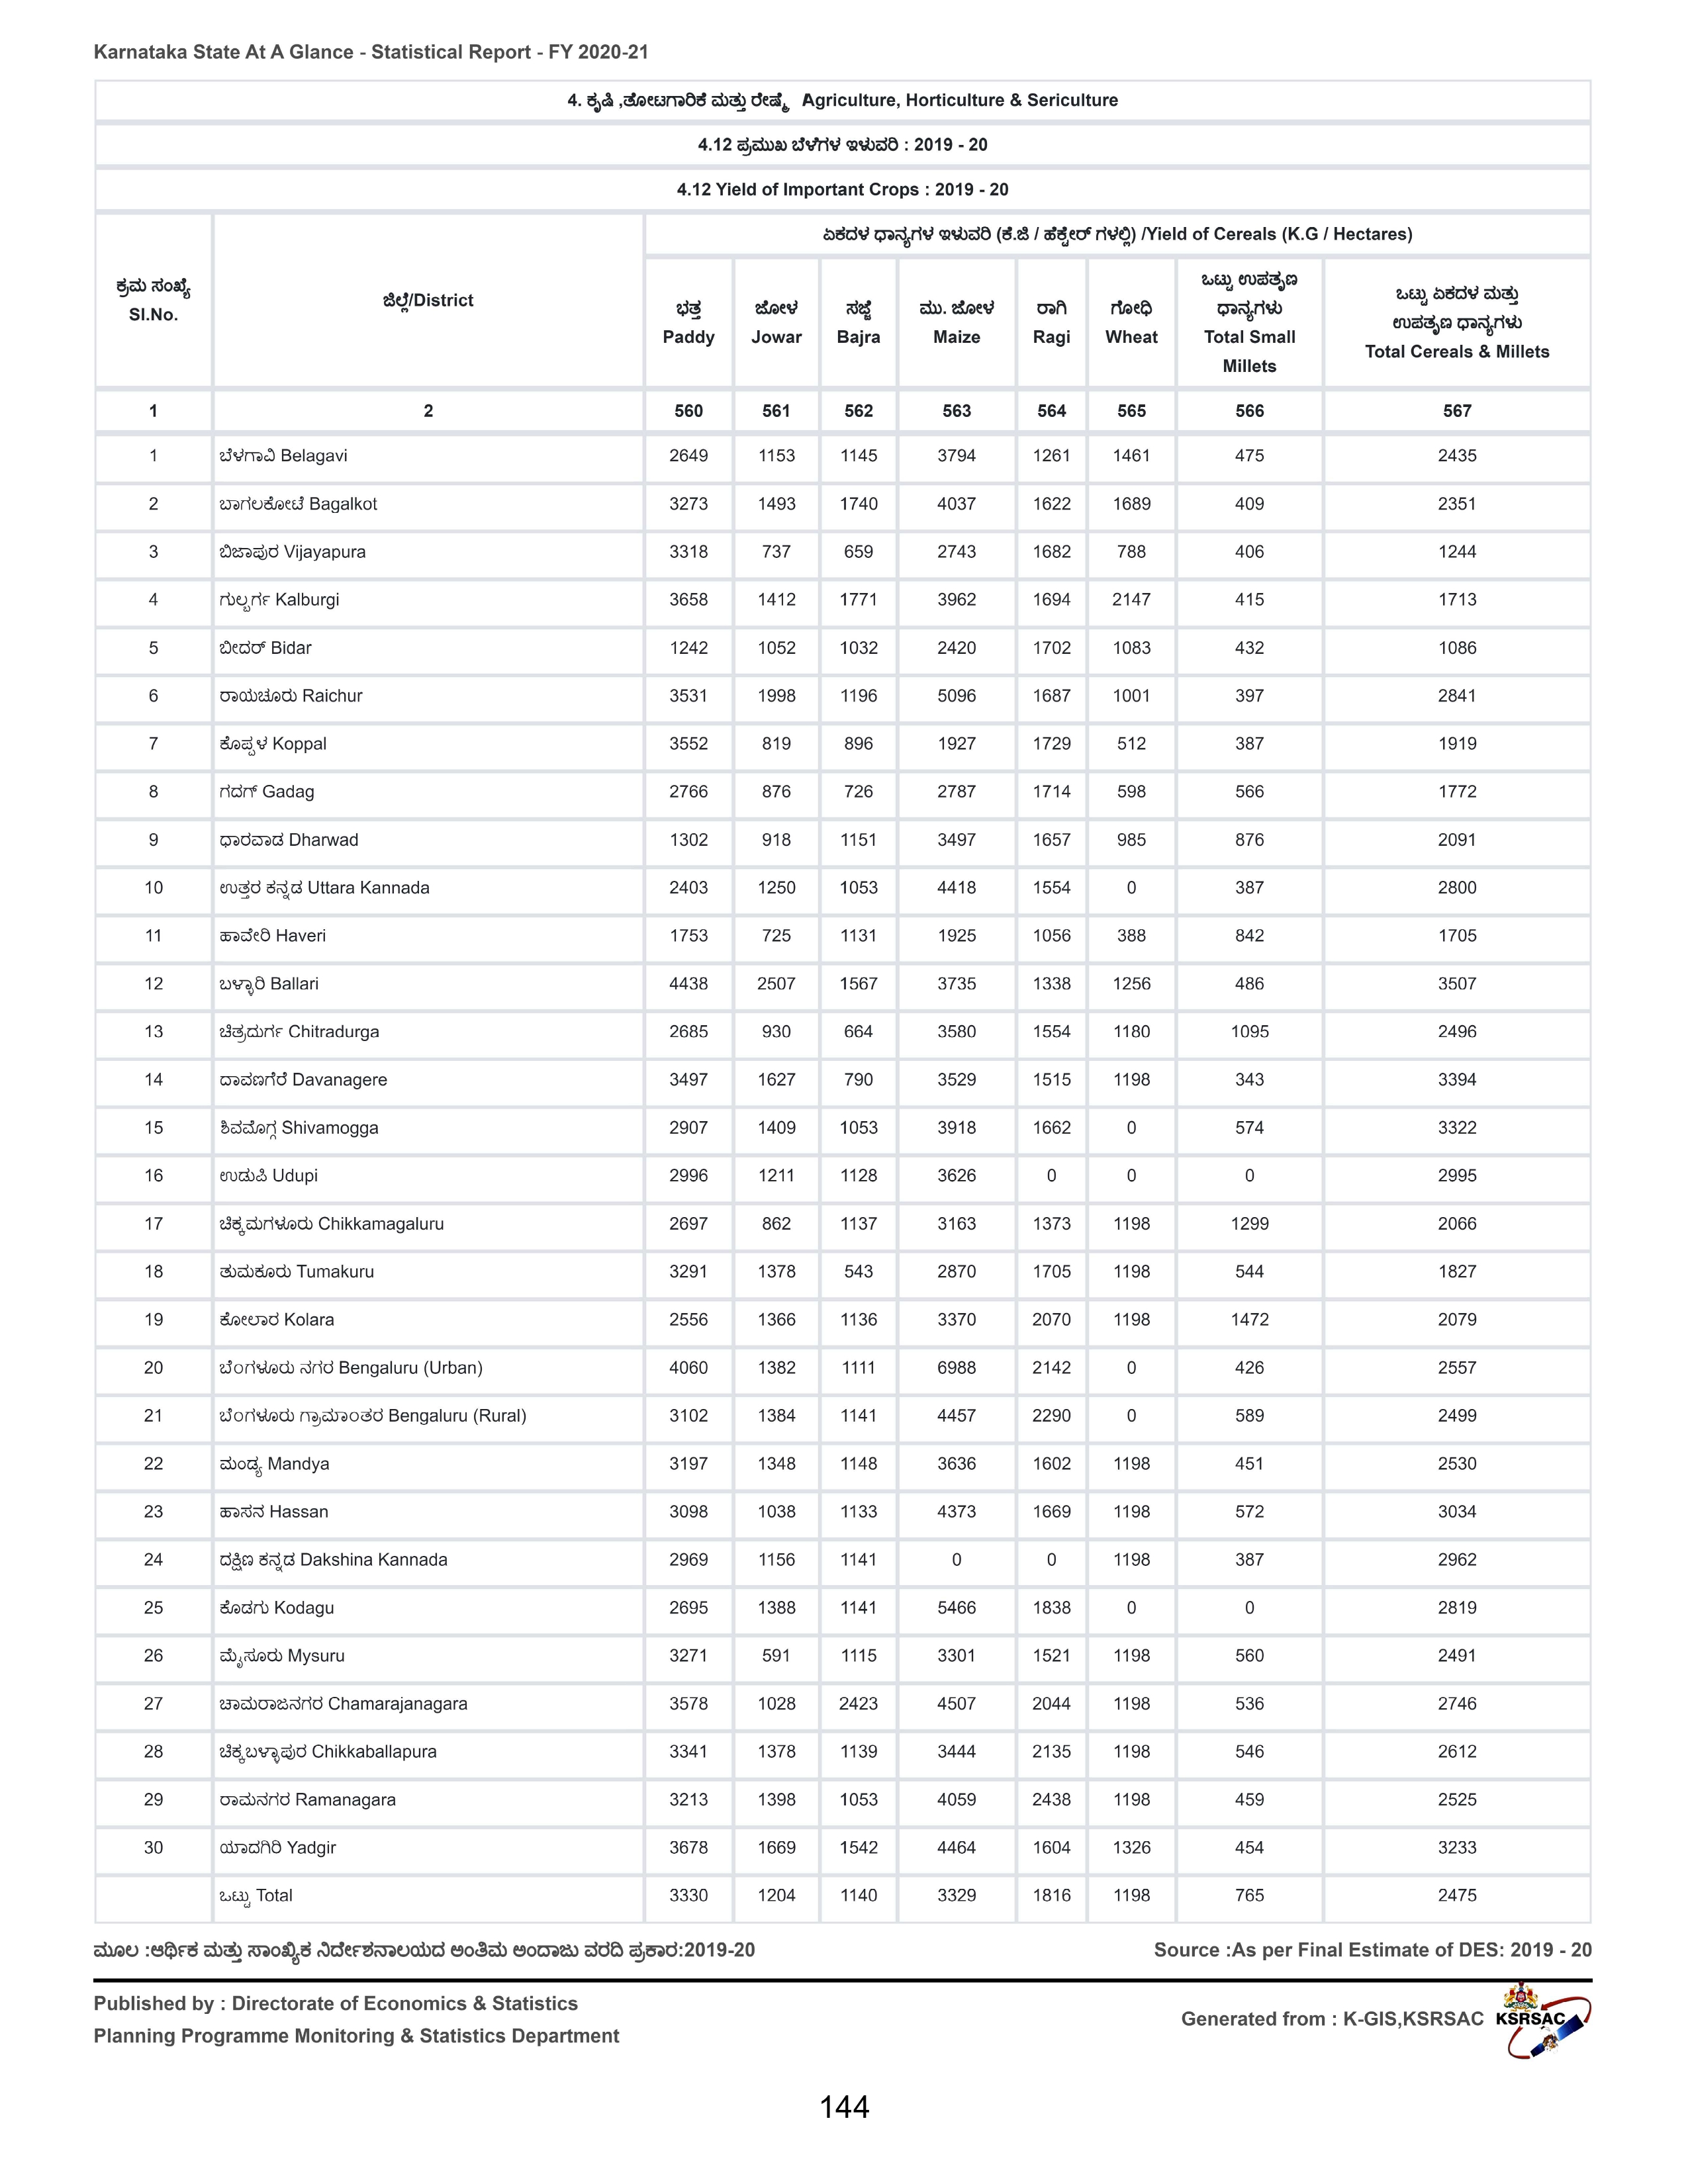 Karnataka State At A Glance - Statistical Report - FY 2020-21
4. ಕೃಷಿ ,ತೋಟಗಾರಿಕೆ ಮತ್ತು ರೇಷ್ಮೆ Agriculture, Horticulture & Sericulture
4.12 ಪ್ರಮುಖ ಬೆಳೆಗಳ ಇಳುವರಿ : 2019 - 20
4.12 Yield of Important Crops : 2019 - 20
ಕ್ರಮ ಸಂಖ್ಯೆ
Sl.No.
ಜಿಲ್ಲೆ/District
ಏಕದಳ ಧಾನ್ಯಗಳ ಇಳುವರಿ (ಕೆ.ಜಿ / ಹೆಕ್ಟೇರ್ ಗಳಲ್ಲಿ) /Yield of Cereals (K.G / Hectares)
ಭತ್ತ
Paddy
ಜೋಳ
Jowar
ಸಜ್ಜೆ
Bajra
ಮು. ಜೋಳ
Maize
ರಾಗಿ
Ragi
ಗೋಧಿ
Wheat
ಒಟ್ಟು ಉಪತೃಣ
ಧಾನ್ಯಗಳು
Total Small
Millets
ಒಟ್ಟು ಏಕದಳ ಮತ್ತು
ಉಪತೃಣ ಧಾನ್ಯಗಳು
Total Cereals & Millets
1 2 560 561 562 563 564 565 566 567
1 ಬೆಳಗಾವಿ Belagavi 2649 1153 1145 3794 1261 1461 475 2435
2 ಬಾಗಲಕೋಟೆ Bagalkot 3273 1493 1740 4037 1622 1689 409 2351
3 ಬಿಜಾಪುರ Vijayapura 3318 737 659 2743 1682 788 406 1244
4 ಗುಲ್ಬರ್ಗ Kalburgi 3658 1412 1771 3962 1694 2147 415 1713
5 ಬೀದರ್ Bidar 1242 1052 1032 2420 1702 1083 432 1086
6 ರಾಯಚೂರು Raichur 3531 1998 1196 5096 1687 1001 397 2841
7 ಕೊಪ್ಪಳ Koppal 3552 819 896 1927 1729 512 387 1919
8 ಗದಗ್ Gadag 2766 876 726 2787 1714 598 566 1772
9 ಧಾರವಾಡ Dharwad 1302 918 1151 3497 1657 985 876 2091
10 ಉತ್ತರ ಕನ್ನಡ Uttara Kannada 2403 1250 1053 4418 1554 0 387 2800
11 ಹಾವೇರಿ Haveri 1753 725 1131 1925 1056 388 842 1705
12 ಬಳ್ಳಾರಿ Ballari 4438 2507 1567 3735 1338 1256 486 3507
13 ಚಿತ್ರದುರ್ಗ Chitradurga 2685 930 664 3580 1554 1180 1095 2496
14 ದಾವಣಗೆರೆ Davanagere 3497 1627 790 3529 1515 1198 343 3394
15 ಶಿವಮೊಗ್ಗ Shivamogga 2907 1409 1053 3918 1662 0 574 3322
16 ಉಡುಪಿ Udupi 2996 1211 1128 3626 0 0 0 2995
17 ಚಿಕ್ಕಮಗಳೂರು Chikkamagaluru 2697 862 1137 3163 1373 1198 1299 2066
18 ತುಮಕೂರು Tumakuru 3291 1378 543 2870 1705 1198 544 1827
19 ಕೋಲಾರ Kolara 2556 1366 1136 3370 2070 1198 1472 2079
20 ಬೆಂಗಳೂರು ನಗರ Bengaluru (Urban) 4060 1382 1111 6988 2142 0 426 2557
21 ಬೆಂಗಳೂರು ಗ್ರಾಮಾಂತರ Bengaluru (Rural) 3102 1384 1141 4457 2290 0 589 2499
22 ಮಂಡ್ಯ Mandya 3197 1348 1148 3636 1602 1198 451 2530
23 ಹಾಸನ Hassan 3098 1038 1133 4373 1669 1198 572 3034
24 ದಕ್ಷಿಣ ಕನ್ನಡ Dakshina Kannada 2969 1156 1141 0 0 1198 387 2962
25 ಕೊಡಗು Kodagu 2695 1388 1141 5466 1838 0 0 2819
26 ಮೈಸೂರು Mysuru 3271 591 1115 3301 1521 1198 560 2491
27 ಚಾಮರಾಜನಗರ Chamarajanagara 3578 1028 2423 4507 2044 1198 536 2746
28 ಚಿಕ್ಕಬಳ್ಳಾಪುರ Chikkaballapura 3341 1378 1139 3444 2135 1198 546 2612
29 ರಾಮನಗರ Ramanagara 3213 1398 1053 4059 2438 1198 459 2525
30 ಯಾದಗಿರಿ Yadgir 3678 1669 1542 4464 1604 1326 454 3233
ಒಟ್ಟು Total 3330 1204 1140 3329 1816 1198 765 2475
ಮೂಲ :ಆರ್ಥಿಕ ಮತ್ತು ಸಾಂಖ್ಯಿಕ ನಿರ್ದೇಶನಾಲಯದ ಅಂತಿಮ ಅಂದಾಜು ವರದಿ ಪ್ರಕಾರ:2019-20
Source :As per Final Estimate of DES: 2019 - 20
Published by : Directorate of Economics & Statistics
Planning Programme Monitoring & Statistics Department
Generated from : K-GIS,KSRSAC
KSRSAC
144